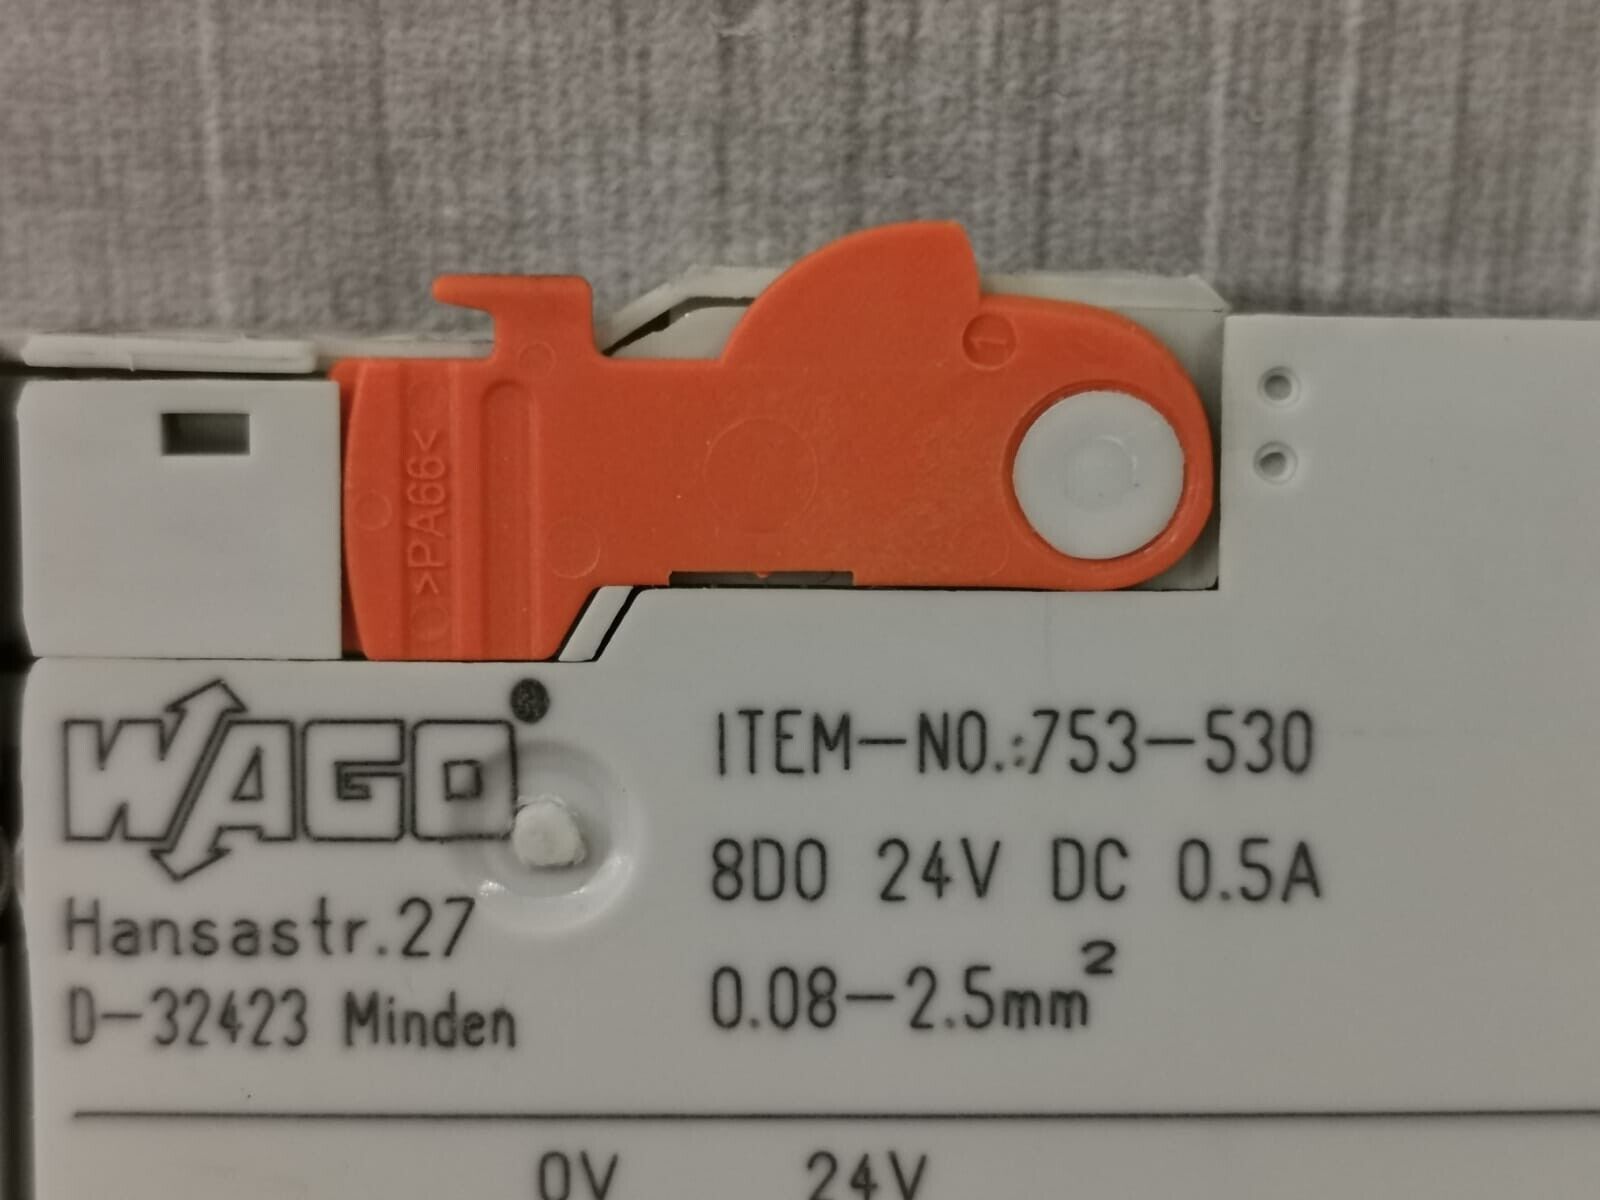 1
>PA66<
WAGO
ITEM-NO.:753-530
8DO 24V DC 0.5A
0.08-2.5mm²
Hansastr.27
D-32423 Minden
0V 24V